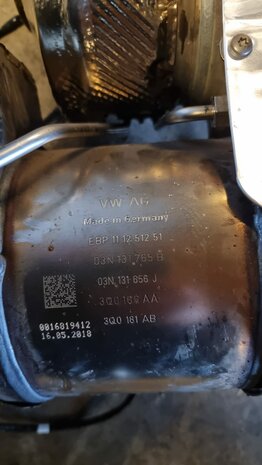 VW AG
Made in Germany
EBP 11 12 512 51
03N 131 765 B
03N 131 656 J
3Q0 166 AA
0016819412
16.05.2018
3Q0 181 AB